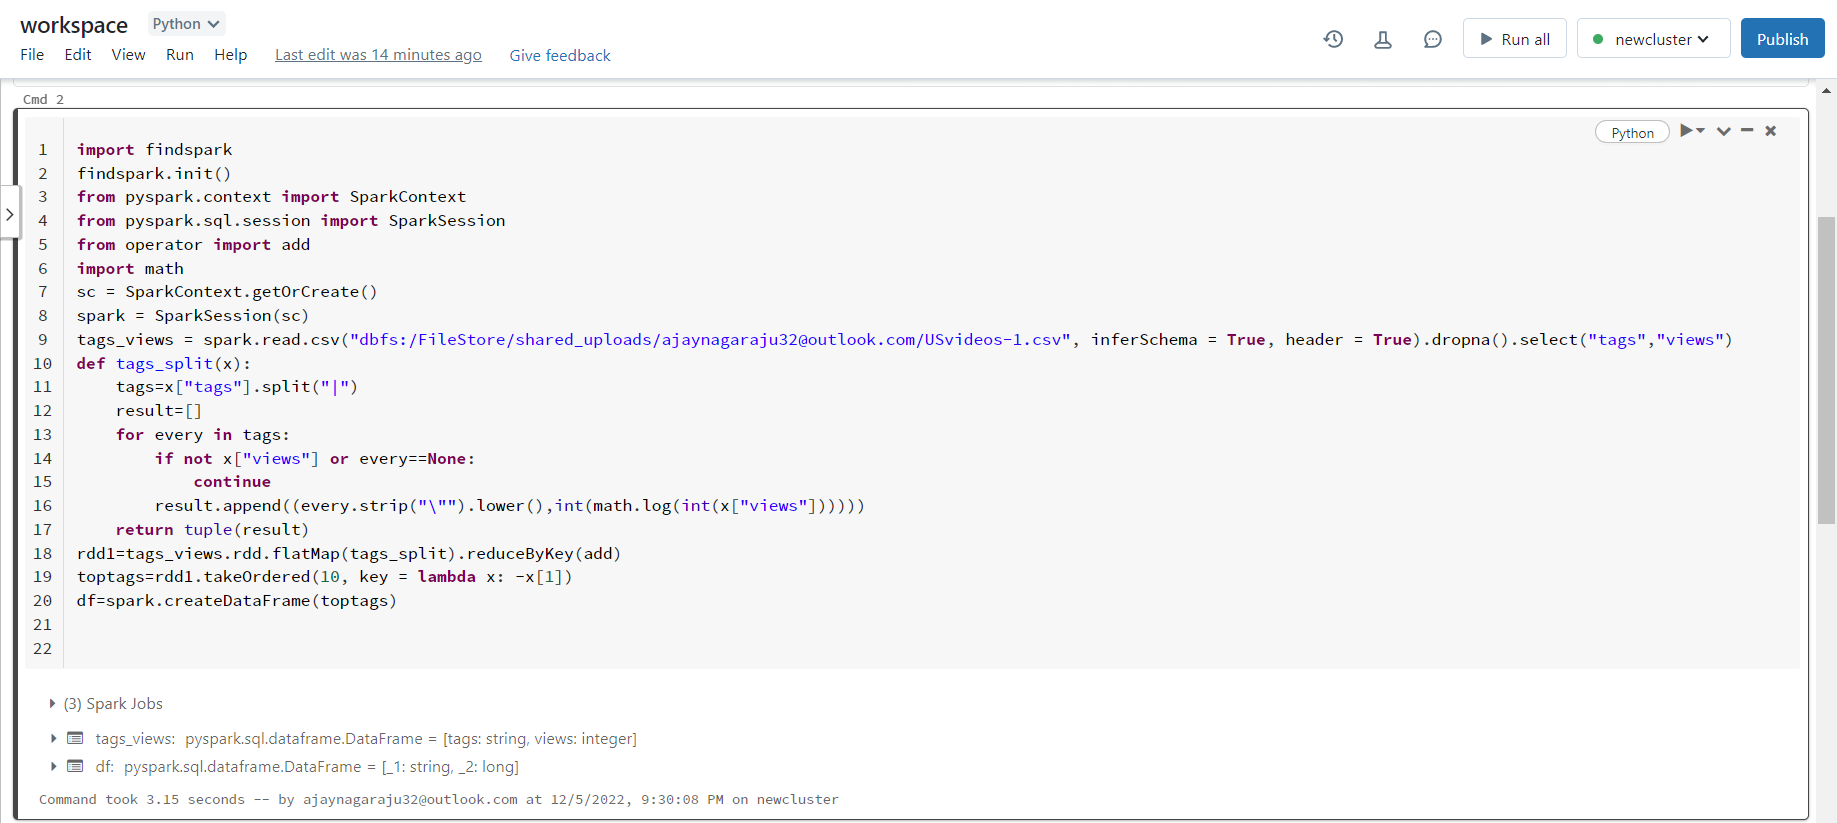 workspace Python
File Edit View Run Help Last edit was 14 minutes ago Give feedback
Run all newcluster Publish
Cmd 2
Python
1 import findspark
2 findspark.init()
3 from pyspark.context import SparkContext
4 from pyspark.sql.session import SparkSession
5 from operator import add
6 import math
7 sc = SparkContext.getOrCreate()
8 spark = SparkSession(sc)
9 tags_views = spark.read.csv("dbfs:/FileStore/shared_uploads/ajaynagaraju32@outlook.com/USvideos-1.csv", inferSchema = True, header = True).dropna().select("tags","views")
10 def tags_split(x):
11     tags=x["tags"].split("|")
12     result=[]
13     for every in tags:
14         if not x["views"] or every==None:
15             continue
16         result.append((every.strip("\"").lower(),int(math.log(int(x["views"])))))
17     return tuple(result)
18 rdd1=tags_views.rdd.flatMap(tags_split).reduceByKey(add)
19 toptags=rdd1.takeOrdered(10, key = lambda x: -x[1])
20 df=spark.createDataFrame(toptags)
21
22
(3) Spark Jobs
tags_views: pyspark.sql.dataframe.DataFrame = [tags: string, views: integer]
df: pyspark.sql.dataframe.DataFrame = [_1: string, _2: long]
Command took 3.15 seconds -- by ajaynagaraju32@outlook.com at 12/5/2022, 9:30:08 PM on newcluster